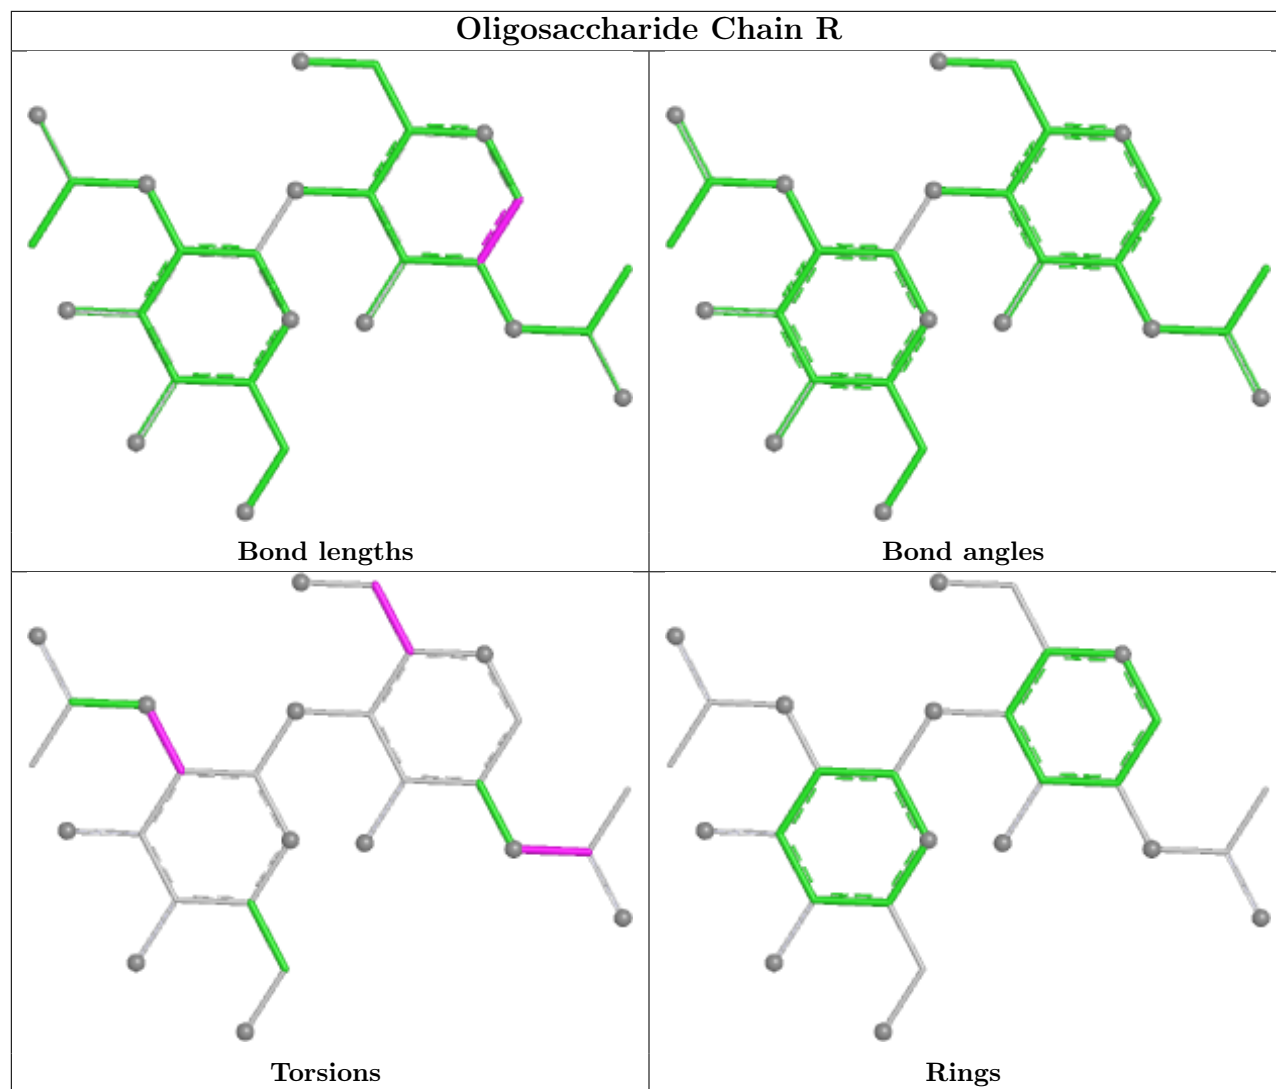 Oligosaccharide Chain R
Bond lengths
Bond angles
Torsions
Rings